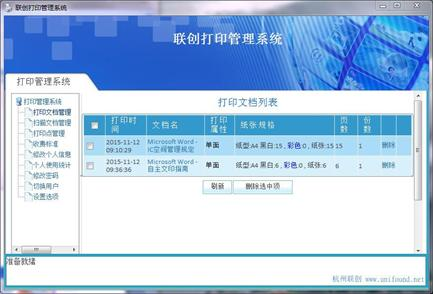 联创打印管理系统
联创打印管理系统
打印管理系统
打印管理系统
打印文档管理
扫描文档管理
打印点管理
收费标准
修改个人信息
个人使用统计
修改密码
切换用户
设置选项
打印文档列表
打印时间 文档名 打印属性 纸张规格 页数 份数
2015-11-12 09:10:29 Microsoft Word - IC空间管理规定 单面 纸型:A4 黑白:15 , 彩色:0 , 纸张:15 15 1 删除
2015-11-12 09:36:36 Microsoft Word - 自主文印指南 单面 纸型:A4 黑白:6 , 彩色:0 , 纸张:6 6 1 删除
刷新 删除选中项
准备就绪
杭州联创 www.unifound.net